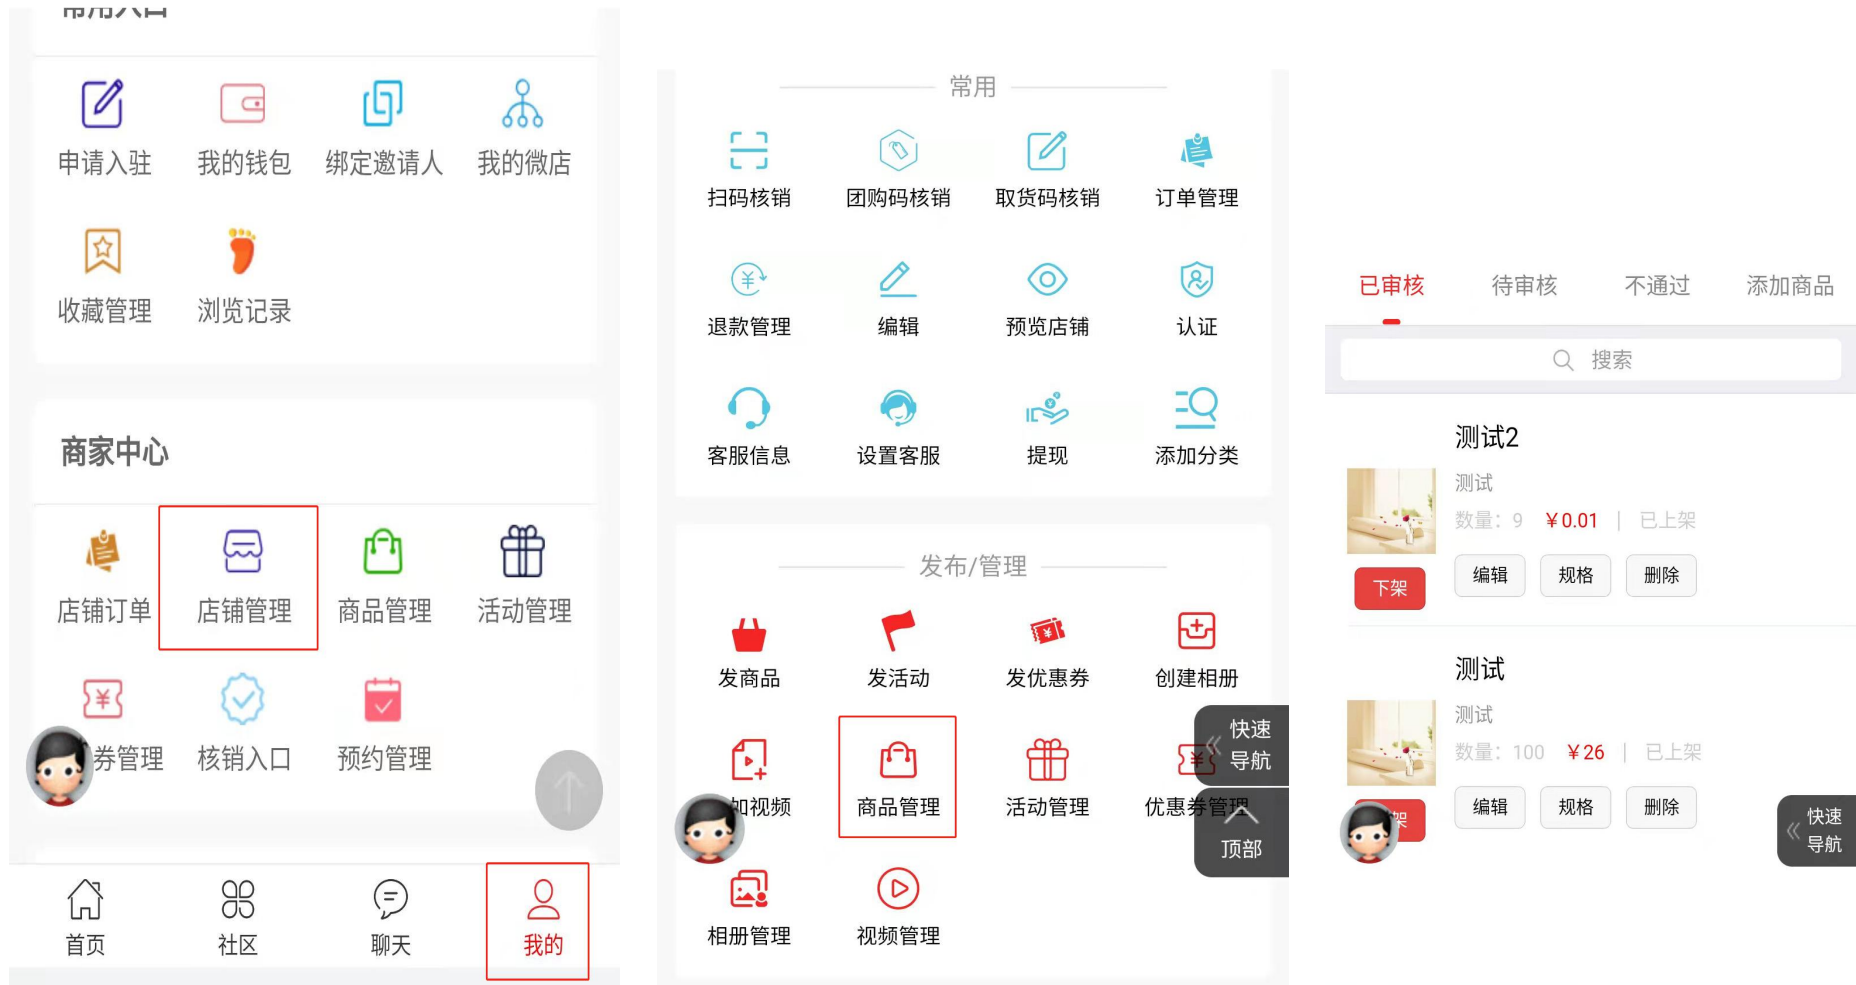 常用入口
申请入驻 我的钱包 绑定邀请人 我的微店
收藏管理 浏览记录
商家中心
店铺订单 店铺管理 商品管理 活动管理
券管理 核销入口 预约管理
首页 社区 聊天 我的
常用
扫码核销 团购码核销 取货码核销 订单管理
退款管理 编辑 预览店铺 认证
客服信息 设置客服 提现 添加分类
发布/管理
发商品 发活动 发优惠券 创建相册
快速
导航
加视频 商品管理 活动管理 优惠券管理
顶部
相册管理 视频管理
已审核 待审核 不通过 添加商品
搜索
测试2
测试
数量：9 ￥0.01 | 已上架
下架 编辑 规格 删除
测试
测试
数量：100 ￥26 | 已上架
架 编辑 规格 删除
快速
导航